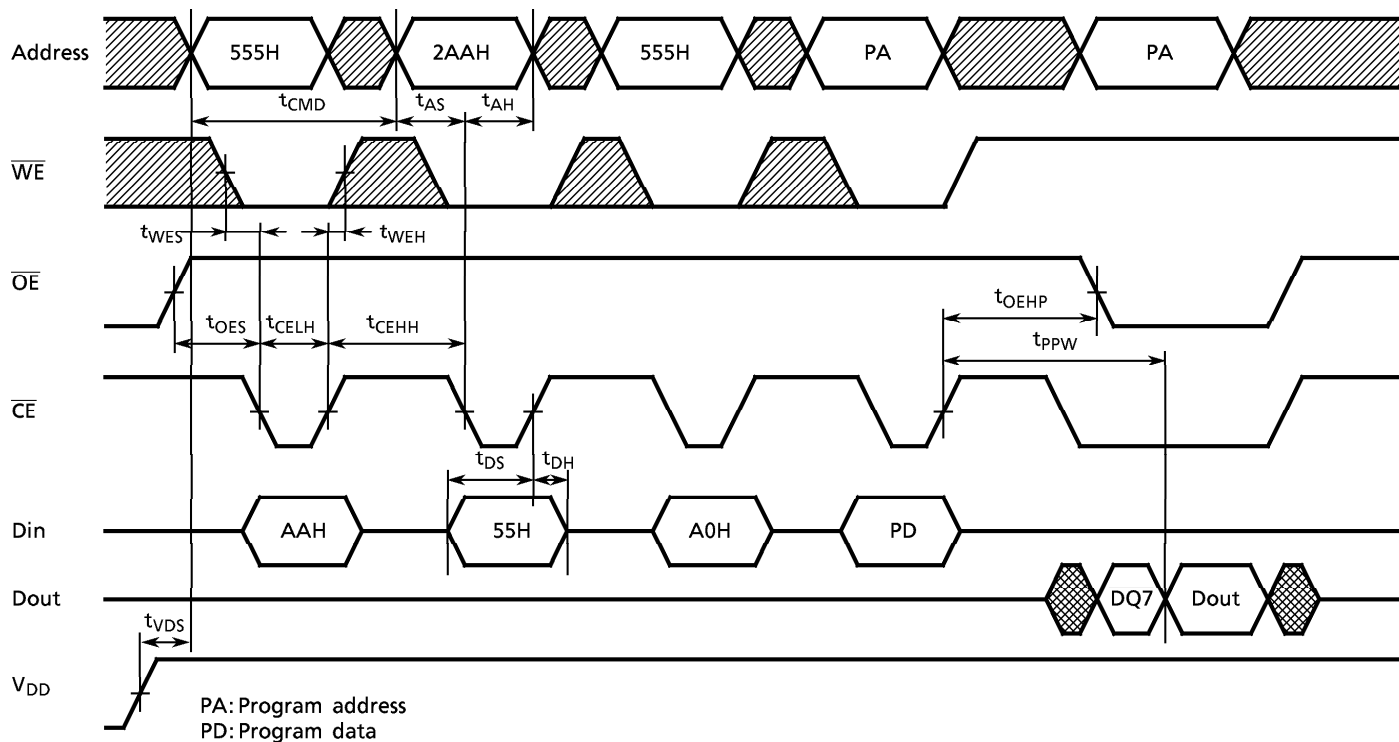 Address 555H 2AAH 555H PA PA
tCMD tAS tAH
WE
tWES tWEH
OE
tOES tCELH tCEHH tOEHP
tPPW
CE
tDS tDH
Din AAH 55H A0H PD
Dout DQ7 Dout
tVDS
VDD
PA: Program address
PD: Program data